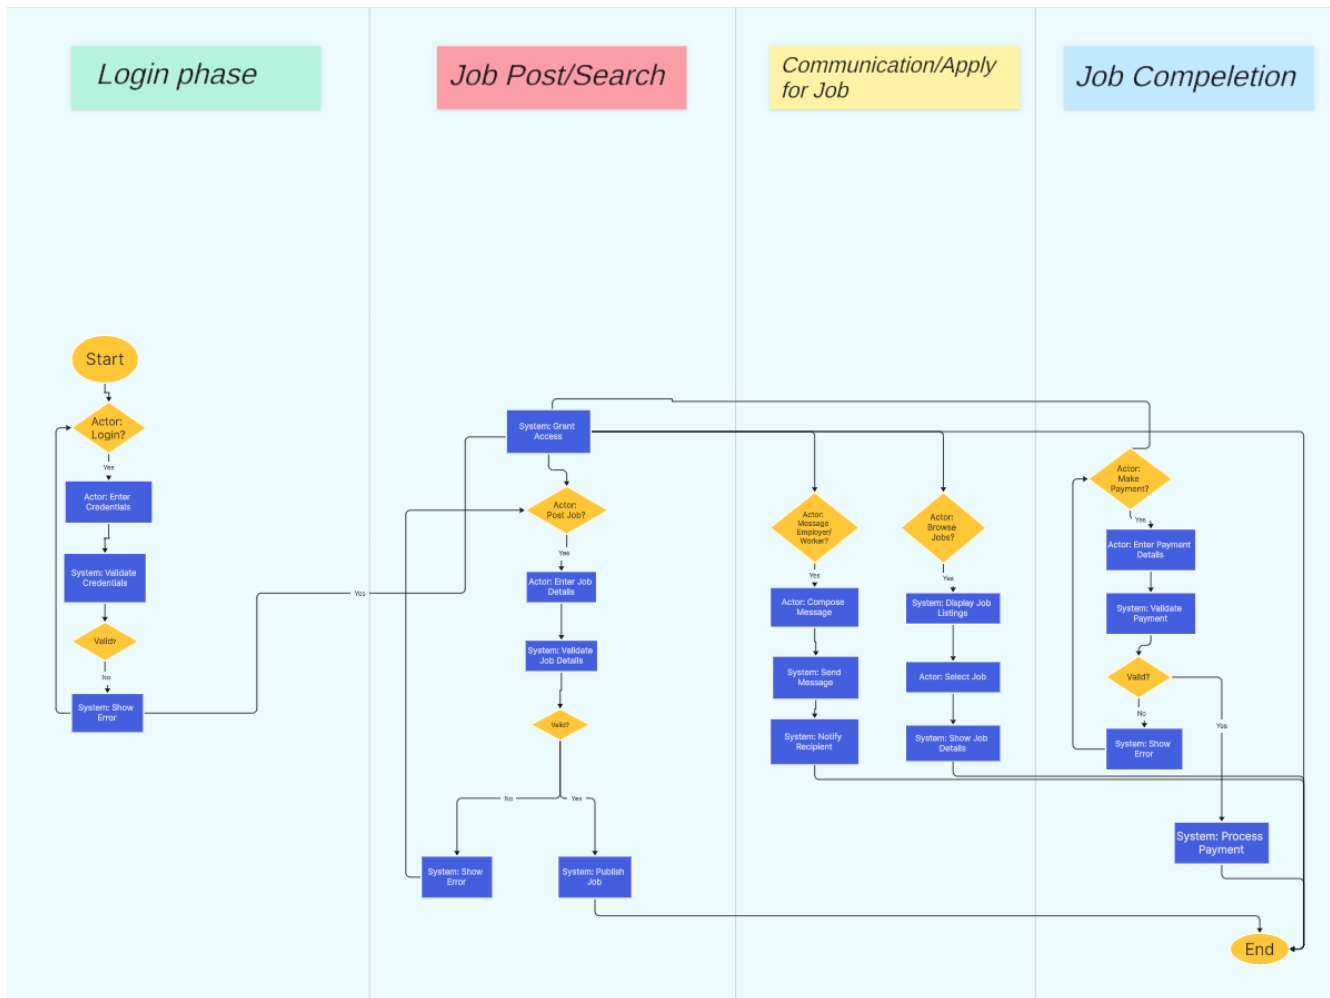 Login phase
Job Post/Search
Communication/Apply
for Job
Job Compeletion
Start
Actor:
Login?
Yes
Actor: Enter
Credentials
System: Validate
Credentials
Valid?
No
System: Show
Error
Yes
System: Grant
Access
Actor:
Post Job?
Yes
Actor: Enter Job
Details
System: Validate
Job Details
Valid?
No
Yes
System: Show
Error
System: Publish
Job
Actor:
Message
Employer/
Worker?
Yes
Actor: Compose
Message
System: Send
Message
System: Notify
Recipient
Actor:
Browse
Jobs?
Yes
System: Display Job
Listings
Actor: Select Job
System: Show Job
Details
Actor:
Make
Payment?
Yes
Actor: Enter Payment
Details
System: Validate
Payment
Valid?
No
Yes
System: Show
Error
System: Process
Payment
End